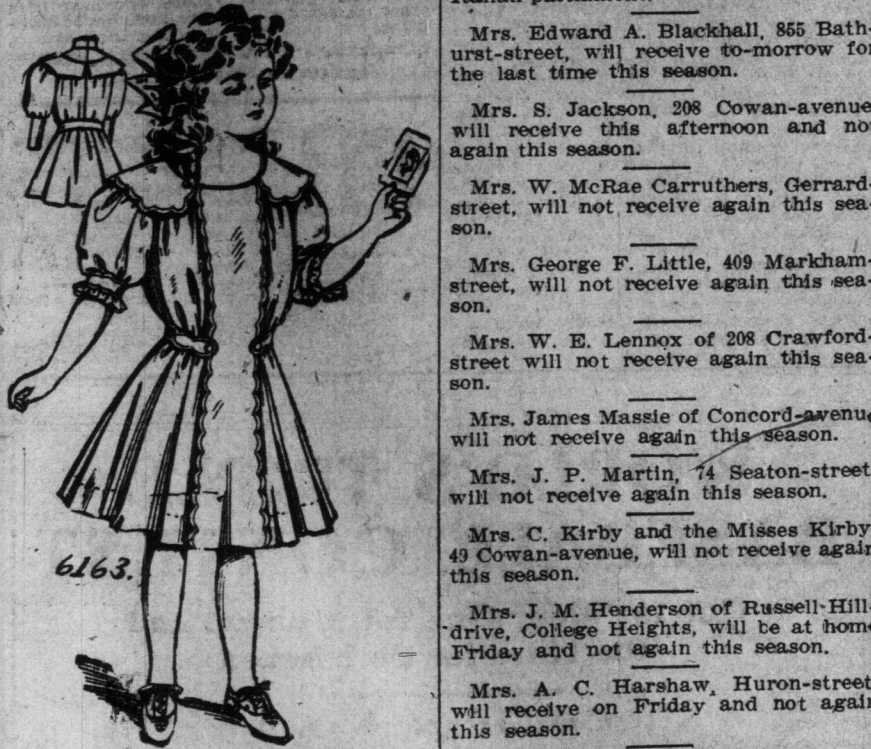 6163.
Mrs. Edward A. Blackhall, 855 Bath-
urst-street, will receive to-morrow for
the last time this season.
Mrs. S. Jackson, 208 Cowan-avenue
will receive this afternoon and no
again this season.
Mrs. W. McRae Carruthers, Gerrard-
street, will not receive again this sea-
son.
Mrs. George F. Little, 409 Markham-
street, will not receive again this sea-
son.
Mrs. W. E. Lennox of 208 Crawford-
street will not receive again this sea-
son.
Mrs. James Massie of Concord-avenue
will not receive again this season.
Mrs. J. P. Martin, 74 Seaton-street
will not receive again this season.
Mrs. C. Kirby and the Misses Kirby
49 Cowan-avenue, will not receive again
this season.
Mrs. J. M. Henderson of Russell-Hill-
drive, College Heights, will be at home
Friday and not again this season.
Mrs. A. C. Harshaw, Huron-street
will receive on Friday and not again
this season.